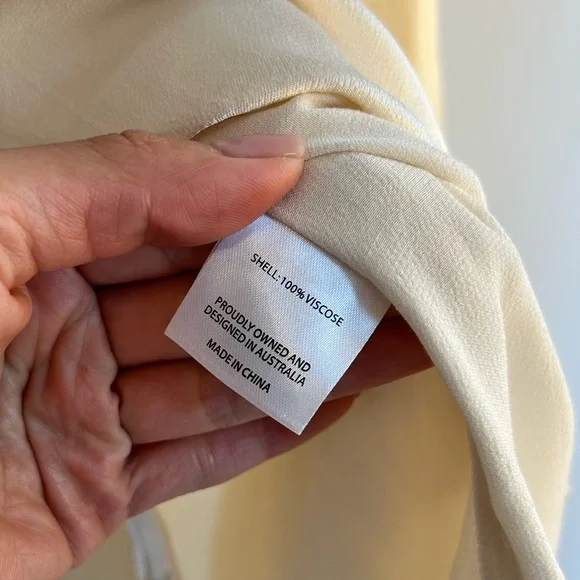 SHELL:100% VISCOSE
PROUDLY OWNED AND
DESIGNED IN AUSTRALIA
MADE IN CHINA